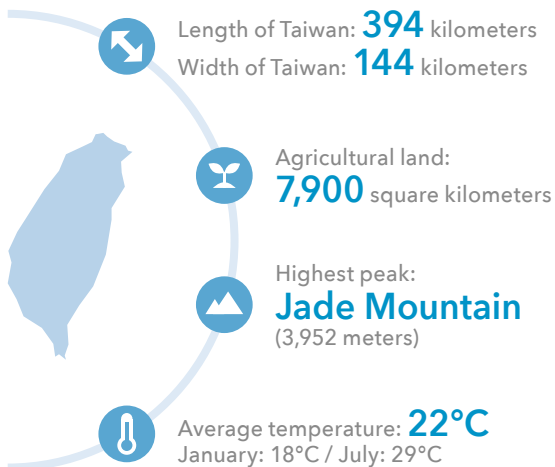 Length of Taiwan: 394 kilometers
Width of Taiwan: 144 kilometers
Agricultural land:
7,900 square kilometers
Highest peak:
Jade Mountain
(3,952 meters)
Average temperature: 22°C
January: 18°C / July: 29°C